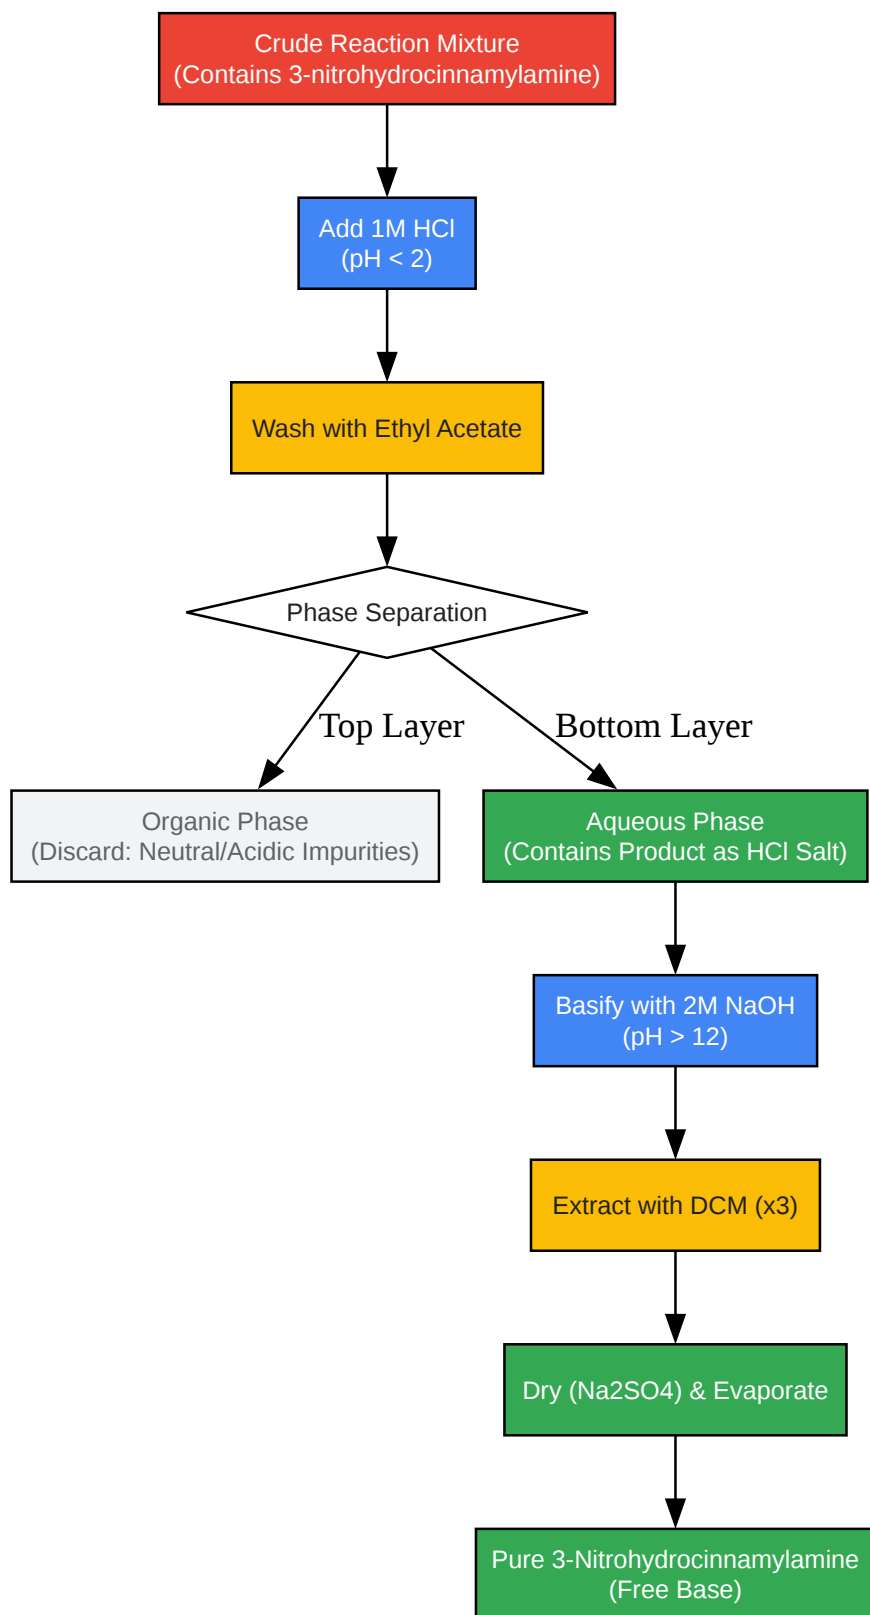 Crude Reaction Mixture
(Contains 3-nitrohydrocinnamylamine)
Add 1M HCl
(pH < 2)
Wash with Ethyl Acetate
Phase Separation
Top Layer
Bottom Layer
Organic Phase
(Discard: Neutral/Acidic Impurities)
Aqueous Phase
(Contains Product as HCl Salt)
Basify with 2M NaOH
(pH > 12)
Extract with DCM (x3)
Dry (Na2SO4) & Evaporate
Pure 3-Nitrohydrocinnamylamine
(Free Base)